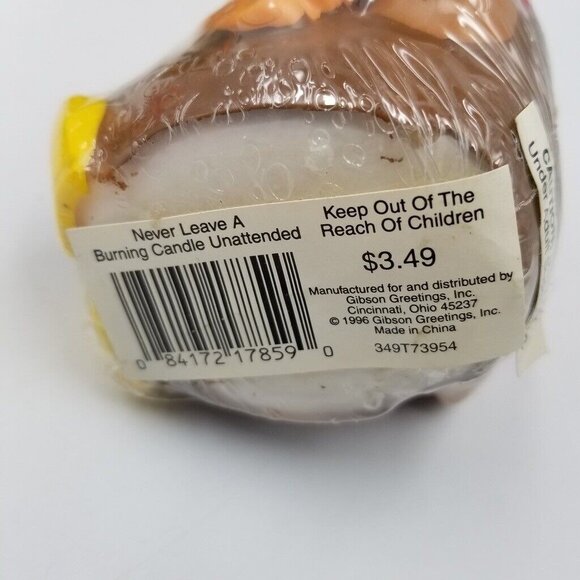 Never Leave A
Burning Candle Unattended
0 84172 17859 0
Keep Out Of The
Reach Of Children
$3.49
Manufactured for and distributed by
Gibson Greetings, Inc.
Cincinnati, Ohio 45237
© 1996 Gibson Greetings, Inc.
Made in China
349T73954